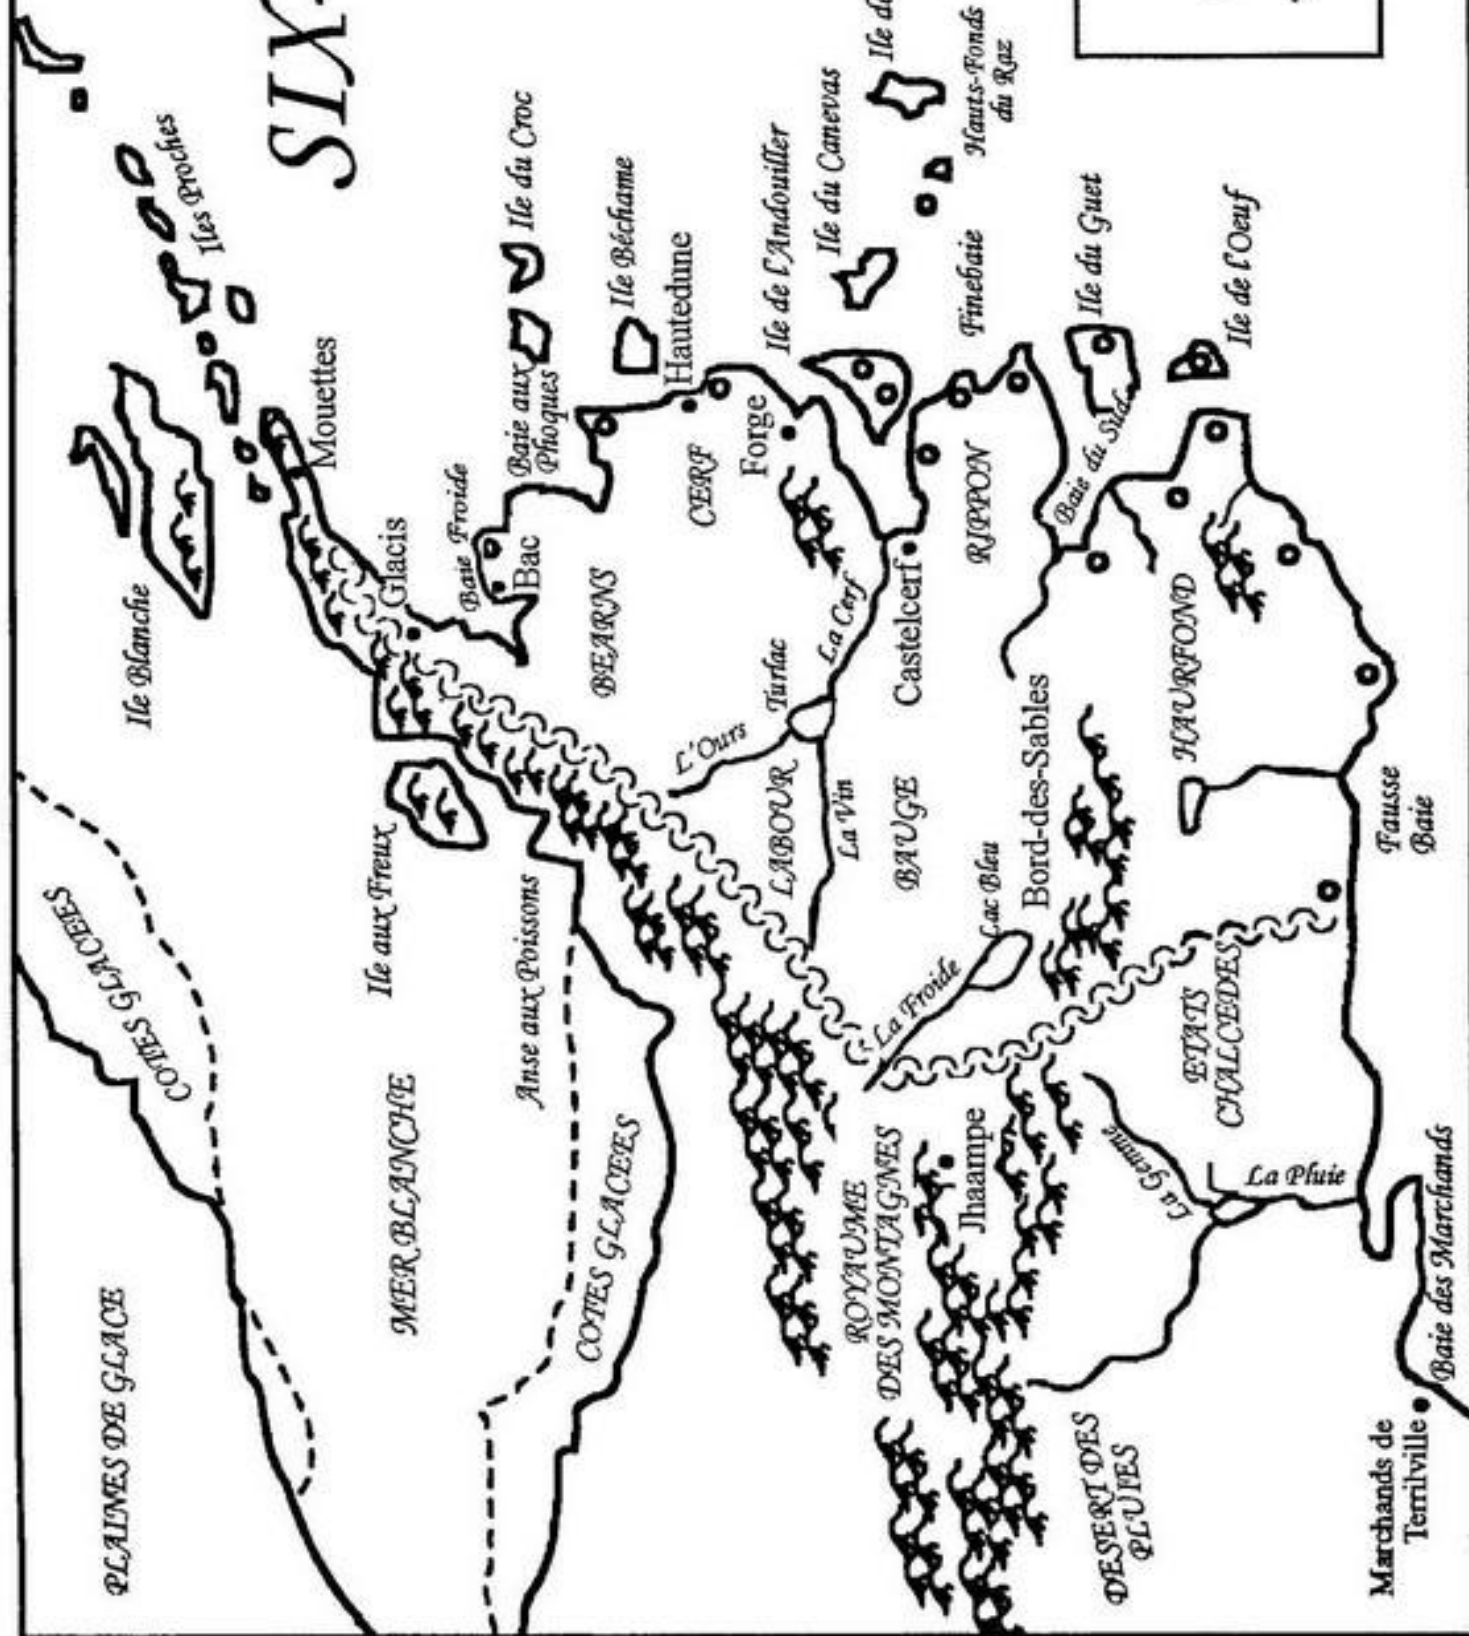 SIX
Iles Proches
Ile Blanche
Mouettes
Glacis
COTES GLACEES
PLAINES DE GLACE
MER BLANCHE
Ile aux Freux
Anse aux Poissons
COTES GLACEES
Baie Froide
Bac
Baie aux
Phoques
Ile du Croc
Ile Béchame
Hautedune
BEARNS
CERF
Forge
Ile de l'Andouiller
Ile du Canevas
Ile de
Hauts-Fonds
du Raz
Finebaie
L'Ours
Turlac
La Cerf
LABOUR
La Vin
BAUGE
Castelcerf
RIPPON
Baie du Sud
Ile du Guet
Ile de l'Oeuf
Bord-des-Sables
Lac Bleu
La Froide
HAURFOND
Fausse
Baie
ROYAUME
DES MONTAGNES
Jhaampe
ETATS
CHALCEDES
La Gemme
La Pluie
DESERT DES
PLUIES
Baie des Marchands
Marchands de
Terrilville